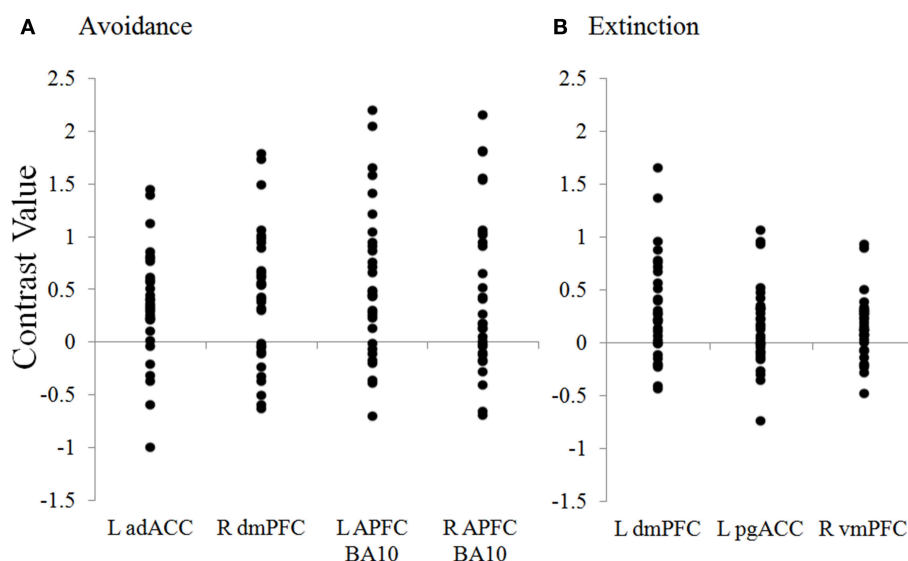 A Avoidance
Contrast Value
2.5
2
1.5
1
0.5
0
-0.5
-1
-1.5
L adACC
R dmPFC
L APFC
BA10
R APFC
BA10
B Extinction
2.5
2
1.5
1
0.5
0
-0.5
-1
-1.5
L dmPFC
L pgACC
R vmPFC